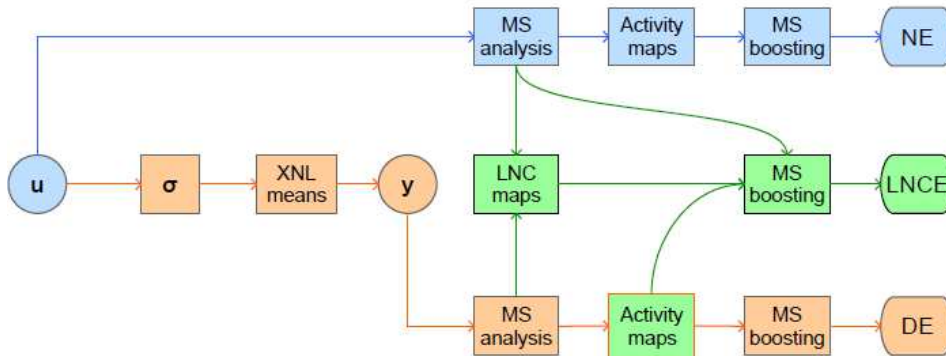 MS
analysis
Activity
maps
MS
boosting
NE
u
σ
XNL
means
y
LNC
maps
MS
boosting
LNCE
MS
analysis
Activity
maps
MS
boosting
DE